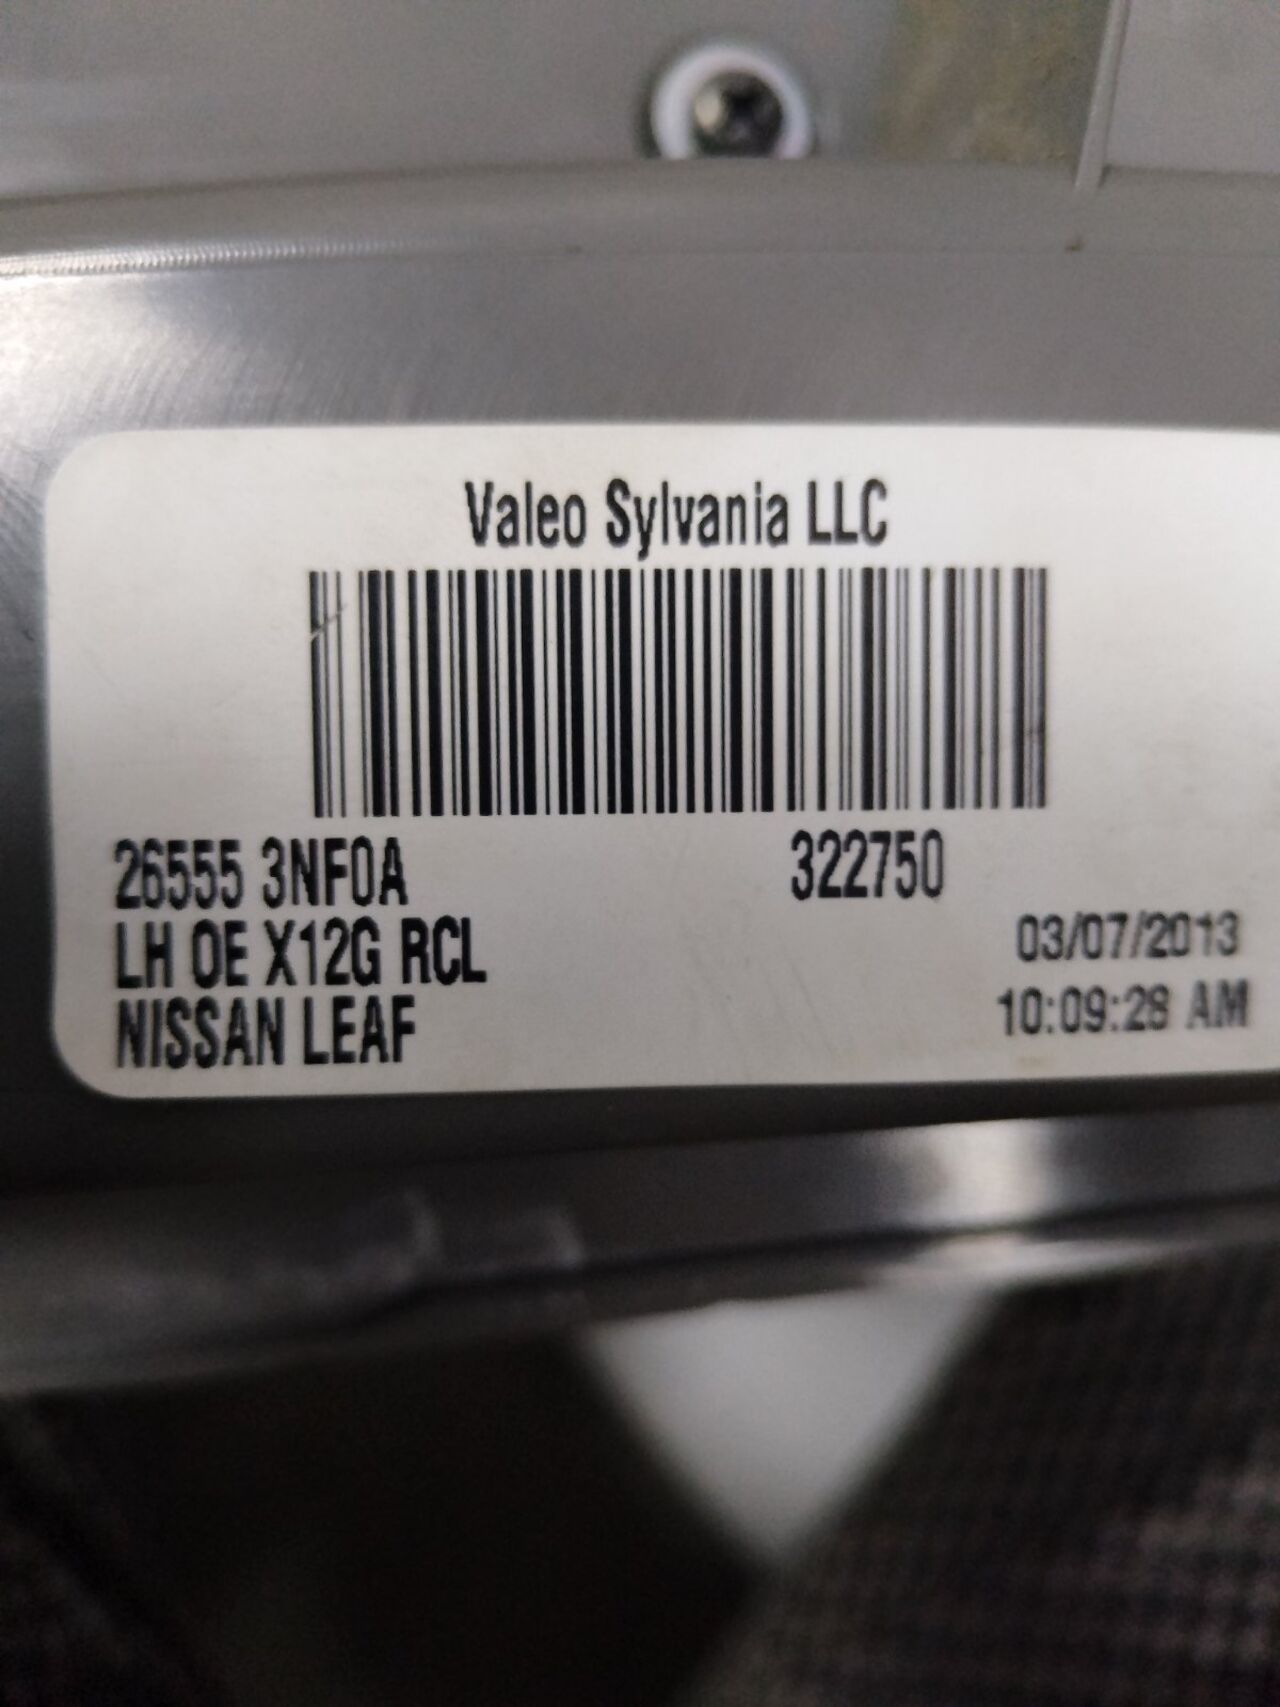 Valeo Sylvania LLC
26555 3NF0A 322750
LH OE X12G RCL 03/07/2013
NISSAN LEAF 10:09:28 AM